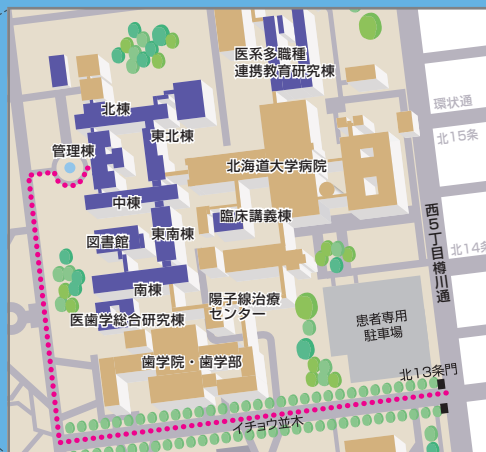 医系多職種
連携教育研究棟
北棟
環状通
東北棟
北15条
管理棟
北海道大学病院
中棟
臨床講義棟
西5丁目樽川通
図書館
東南棟
北14条
南棟
陽子線治療
センター
医歯学総合研究棟
患者専用
駐車場
歯学院・歯学部
北13条門
イチョウ並木